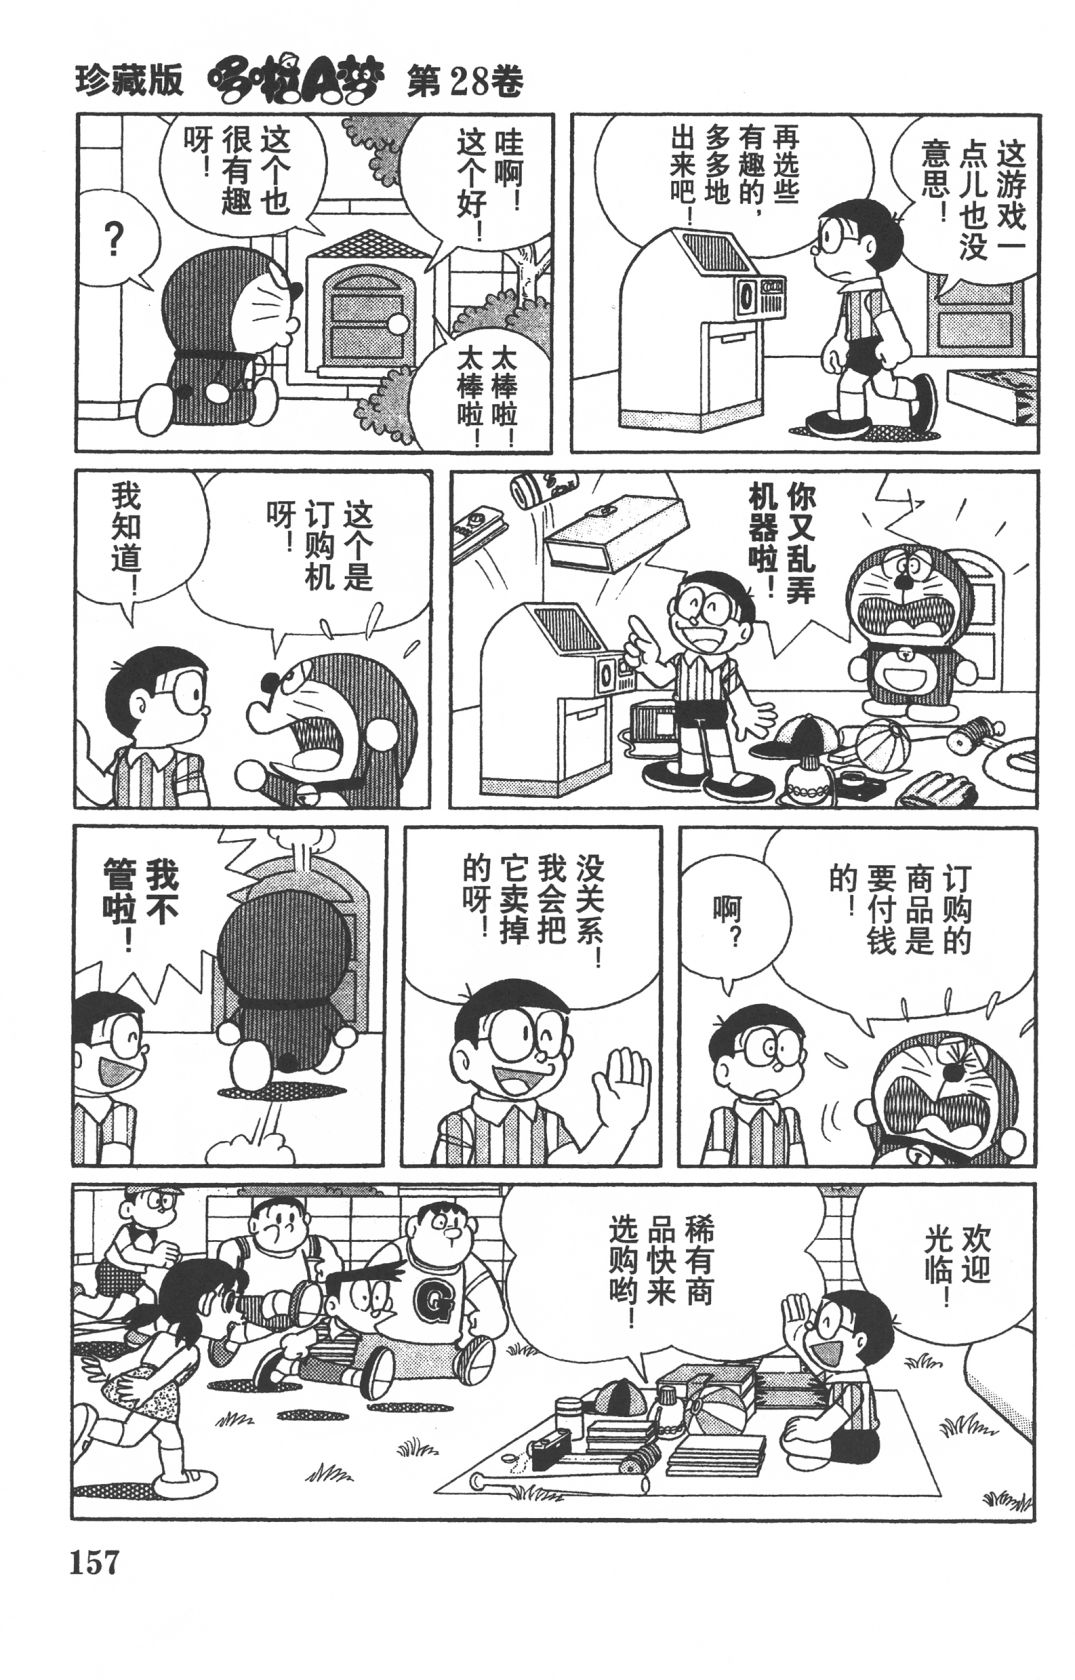 珍藏版 哆啦A梦 第28卷
这游戏一
点儿也没
意思！
再选些
有趣的，
多多地
出来吧！
哇啊！
这个好！
太棒啦！
太棒啦！
这个也
很有趣
呀！
？
你又乱弄
机器啦！
这个是
订购机
呀！
我知道！
订购的
商品是
要付钱
的！
啊？
没关系！
我会把
它卖掉
的呀！
我不
管啦！
欢迎
光临！
稀有商
品快来
选购哟！
G
157